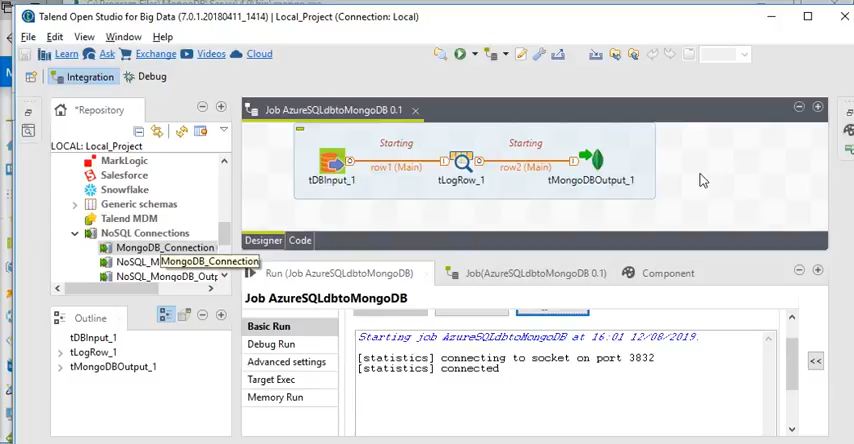 Talend Open Studio for Big Data (7.0.1.20180411_1414) | Local_Project (Connection: Local)
File Edit View Window Help
Learn Ask Exchange Videos Cloud
Integration Debug
*Repository
LOCAL: Local_Project
MarkLogic
Salesforce
Snowflake
Generic schemas
Talend MDM
NoSQL Connections
MongoDB_Connection
NoSQL_M
MongoDB_Connection
NoSQL_MongoDB_Outp
Job AzureSQLdbtoMongoDB 0.1
Starting Starting
row1 (Main) row2 (Main)
tDBInput_1 tLogRow_1 tMongoDBOutput_1
Designer Code
Outline
tDBInput_1
tLogRow_1
tMongoDBOutput_1
Run (Job AzureSQLdbtoMongoDB) Job(AzureSQLdbtoMongoDB 0.1) Component
Job AzureSQLdbtoMongoDB
Basic Run
Debug Run
Advanced settings
Target Exec
Memory Run
Starting job AzureSQLdbtoMongoDB at 16:01 12/08/2019.
[statistics] connecting to socket on port 3832
[statistics] connected
<<